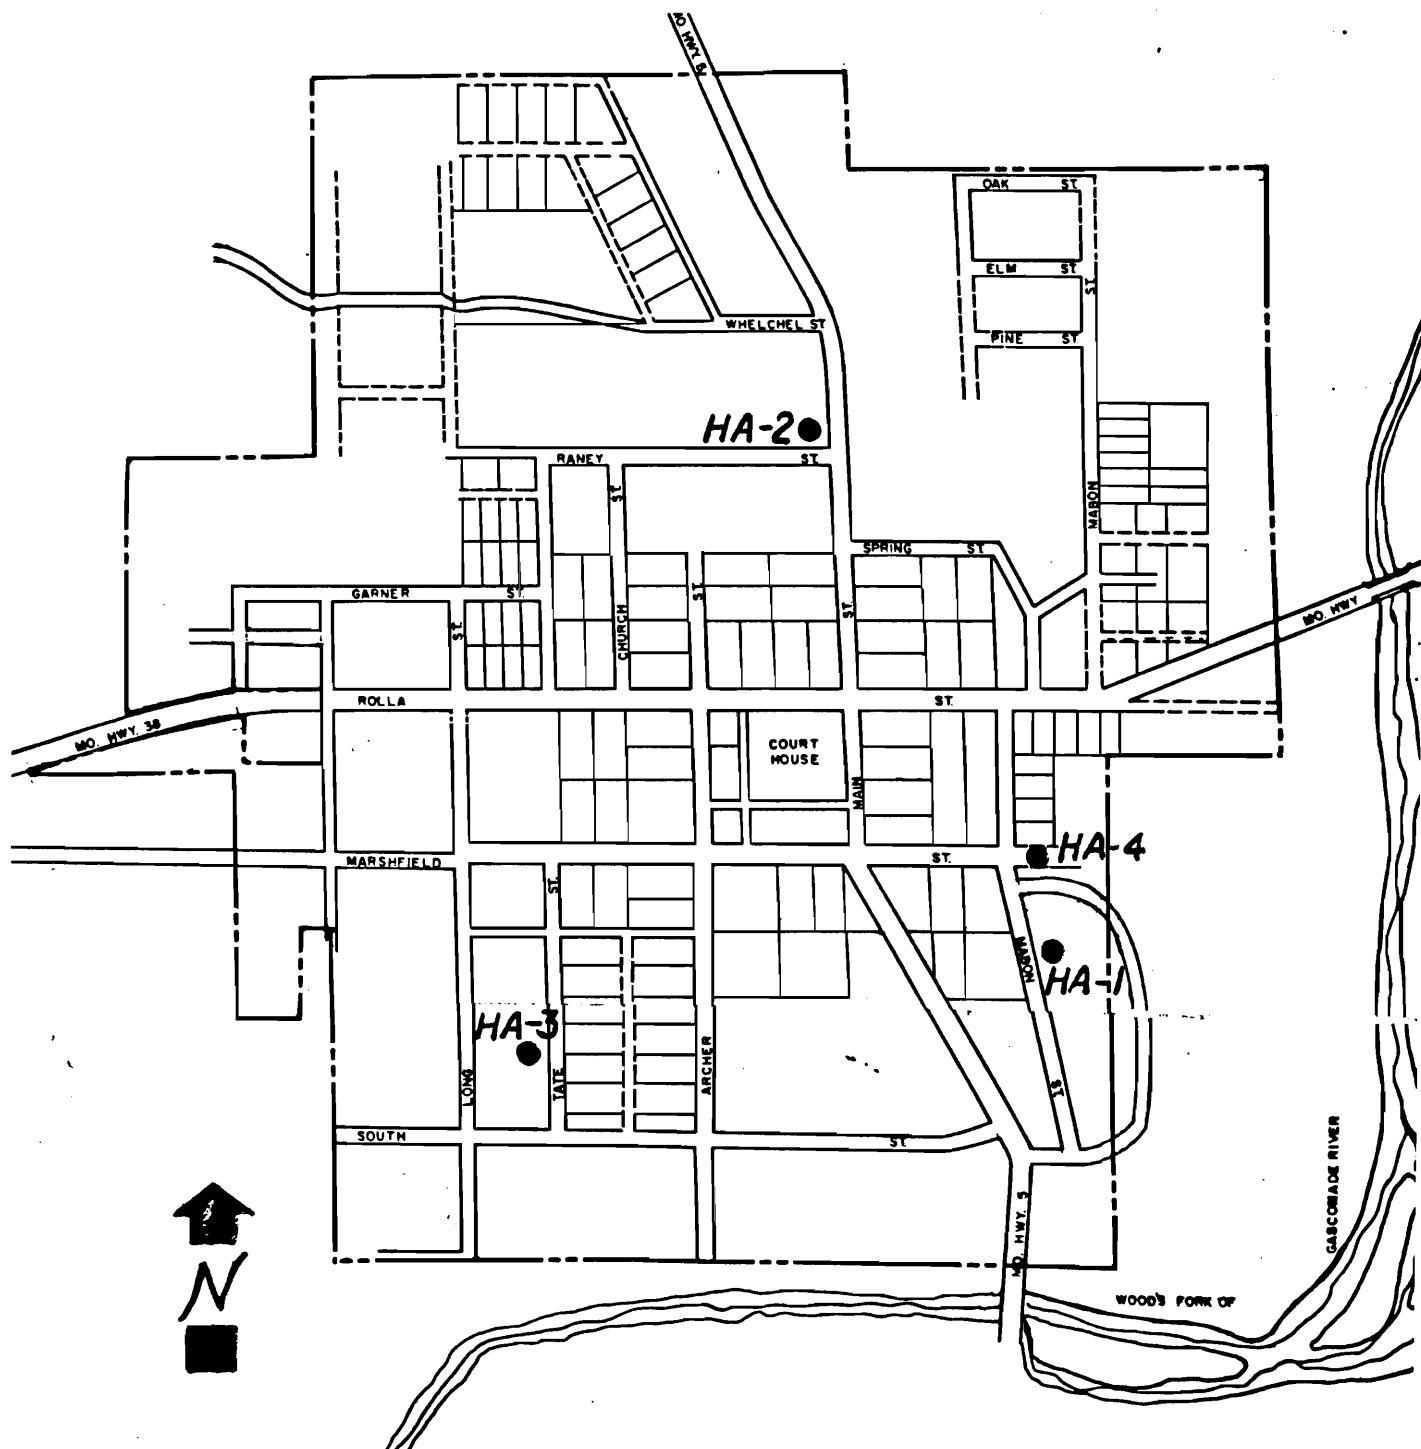 MO HWY 5
OAK ST.
ELM ST.
ST.
PINE ST.
WHELCHEL ST.
HA-2
RANEY ST.
ST.
MABON
SPRING ST.
GARNER ST.
ST.
CHURCH
ST.
ST.
MO. HWY
ROLLA ST.
MO. HWY. 38
COURT
HOUSE
MAIN
MARSHFIELD ST.
HA-4
ST.
MABON
HA-1
HA-3
LONG
TATE
ARCHER
ST.
SOUTH ST.
GASCONADE RIVER
MO. HWY. 5
N
WOOD'S FORK OF